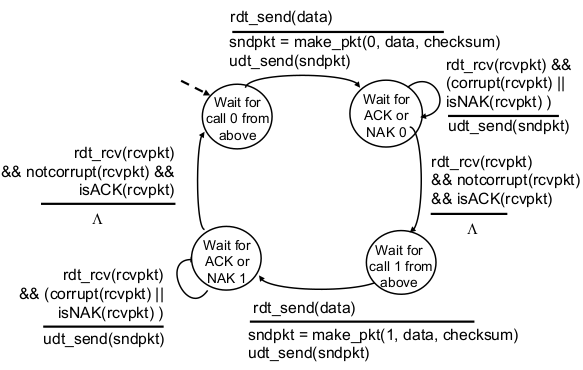 rdt_send(data)
sndpkt = make_pkt(0, data, checksum)
udt_send(sndpkt)
Wait for
call 0 from
above
Wait for
ACK or
NAK 0
rdt_rcv(rcvpkt) &&
(corrupt(rcvpkt) ||
isNAK(rcvpkt) )
udt_send(sndpkt)
rdt_rcv(rcvpkt)
&& notcorrupt(rcvpkt) &&
isACK(rcvpkt)
Λ
rdt_rcv(rcvpkt)
&& notcorrupt(rcvpkt)
&& isACK(rcvpkt)
Λ
Wait for
ACK or
NAK 1
Wait for
call 1 from
above
rdt_rcv(rcvpkt)
&& (corrupt(rcvpkt) ||
isNAK(rcvpkt) )
udt_send(sndpkt)
rdt_send(data)
sndpkt = make_pkt(1, data, checksum)
udt_send(sndpkt)